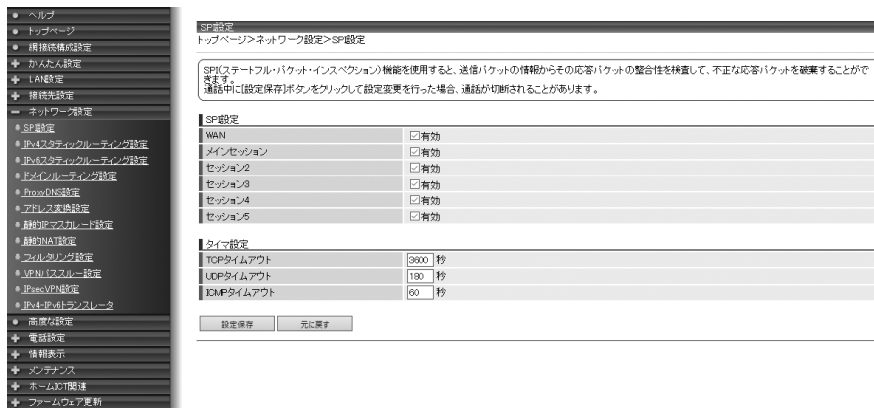 ヘルプ
トップページ
網接続構成設定
かんたん設定
LAN設定
接続先設定
ネットワーク設定
SPI設定
IPv4スタティックルーティング設定
IPv6スタティックルーティング設定
ドメインルーティング設定
ProxyDNS設定
アドレス変換設定
静的IPマスカレード設定
静的NAT設定
フィルタリング設定
VPNパススルー設定
IPsecVPN設定
IPv4-IPv6トランスレータ
高度な設定
電話設定
情報表示
メンテナンス
ホームICT関連
ファームウェア更新
SPI設定
トップページ＞ネットワーク設定＞SPI設定
SPI(ステートフル・パケット・インスペクション)機能を使用すると、送信パケットの情報からその応答パケットの整合性を検査して、不正な応答パケットを破棄することがで
きます。
通話中に[設定保存]ボタンをクリックして設定変更を行った場合、通話が切断されることがあります。
SPI設定
WAN 有効
メインセッション 有効
セッション2 有効
セッション3 有効
セッション4 有効
セッション5 有効
タイマ設定
TCPタイムアウト 3600 秒
UDPタイムアウト 180 秒
ICMPタイムアウト 60 秒
設定保存 元に戻す